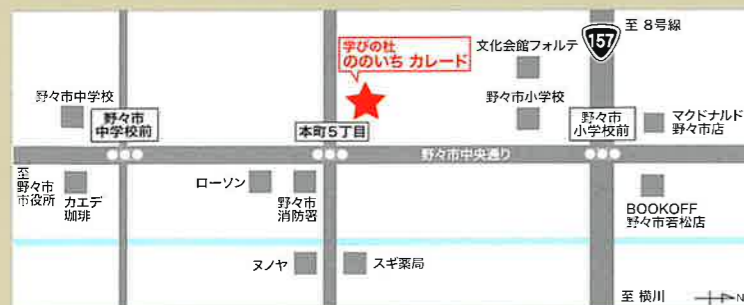 至 8号線
157
学びの杜
ののいち カレード
文化会館フォルテ
野々市中学校
野々市
中学校前
本町5丁目
野々市小学校
野々市
小学校前
マクドナルド
野々市店
野々市中央通り
至
野々市
市役所
カエデ
珈琲
ローソン
野々市
消防署
BOOKOFF
野々市若松店
ヌノヤ
スギ薬局
至 横川
N